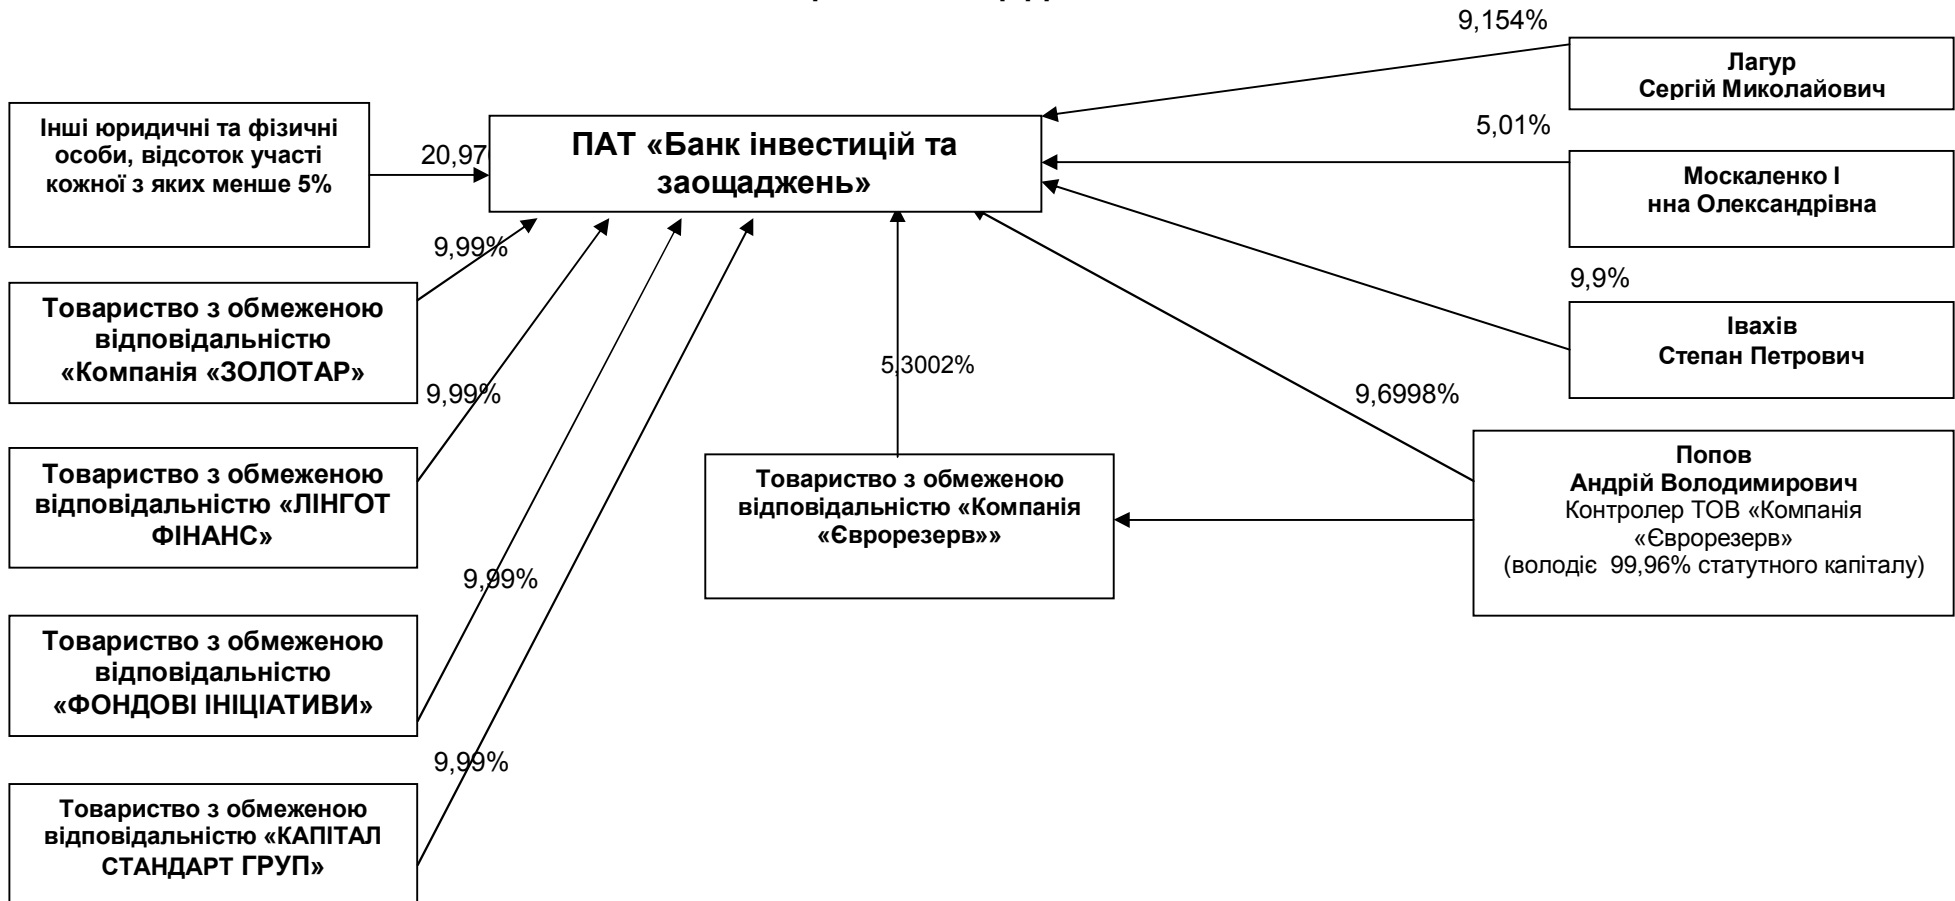 9,154%
Лагур
Сергій Миколайович
Інші юридичні та фізичні
особи, відсоток участі
кожної з яких менше 5%
20,97
ПАТ «Банк інвестицій та
заощаджень»
5,01%
Москаленко І
нна Олександрівна
9,99%
9,9%
Товариство з обмеженою
відповідальністю
«Компанія «ЗОЛОТАР»
Івахів
Степан Петрович
5,3002%
9,99%
9,6998%
Товариство з обмеженою
відповідальністю «ЛІНГОТ
ФІНАНС»
Товариство з обмеженою
відповідальністю «Компанія
«Єврорезерв»»
Попов
Андрій Володимирович
Контролер ТОВ «Компанія
«Єврорезерв»
(володіє 99,96% статутного капіталу)
9,99%
Товариство з обмеженою
відповідальністю
«ФОНДОВІ ІНІЦІАТИВИ»
9,99%
Товариство з обмеженою
відповідальністю «КАПІТАЛ
СТАНДАРТ ГРУП»